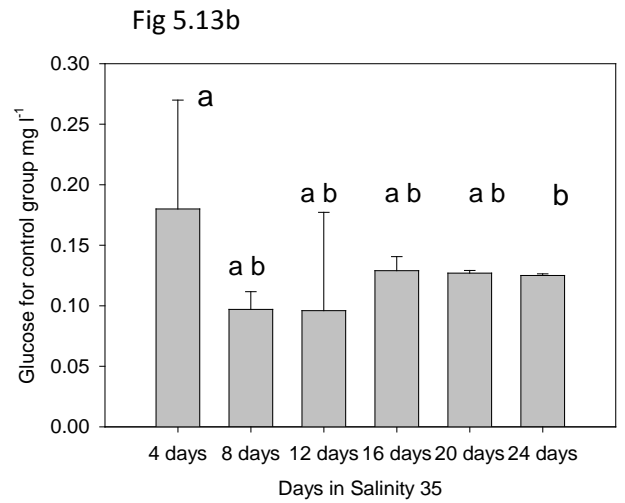 Fig 5.13b
Glucose for control group mg l-1
0.30
0.25
0.20
0.15
0.10
0.05
0.00
a
a b
a b
a b
a b
b
4 days 8 days 12 days 16 days 20 days 24 days
Days in Salinity 35